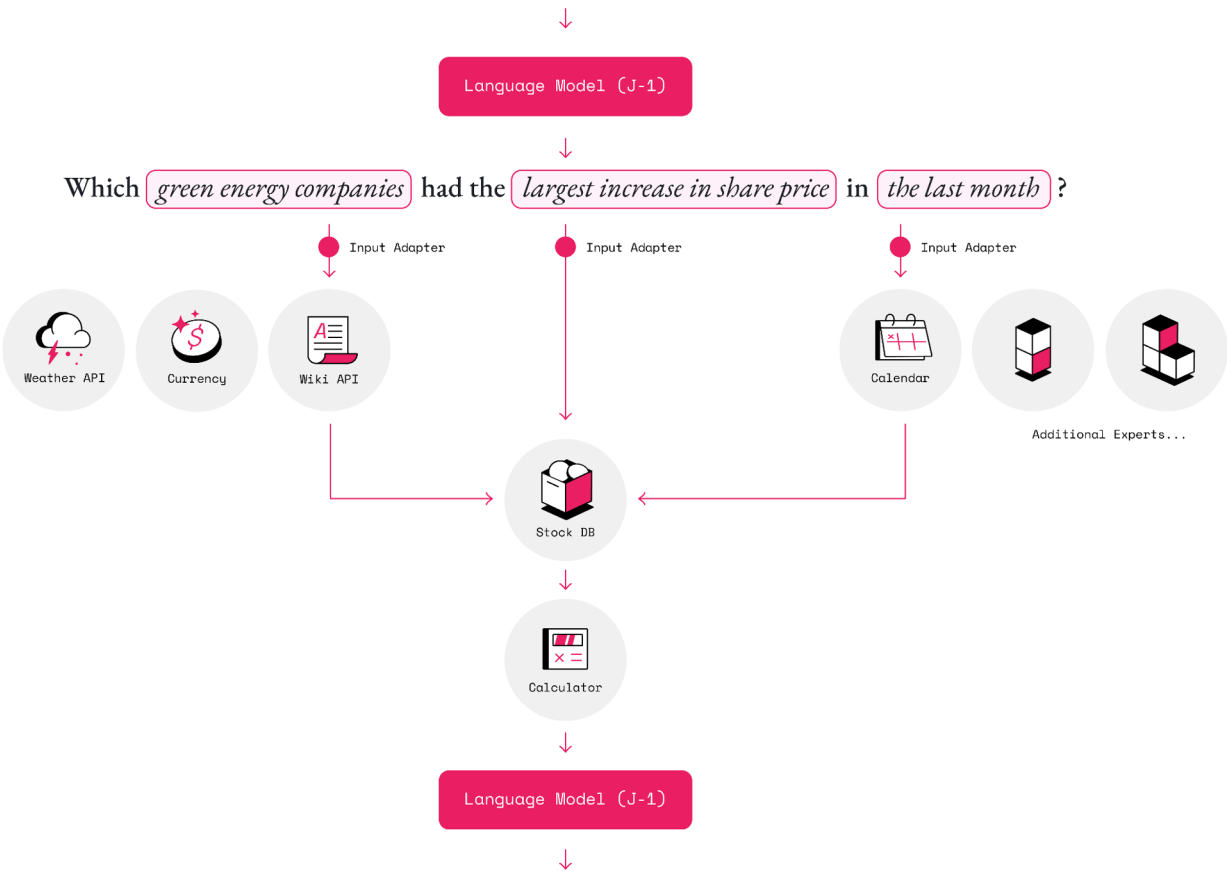 Language Model (J-1)
Which green energy companies had the largest increase in share price in the last month ?
Input Adapter
Input Adapter
Input Adapter
Weather API
Currency
Wiki API
Calendar
Additional Experts...
Stock DB
Calculator
Language Model (J-1)